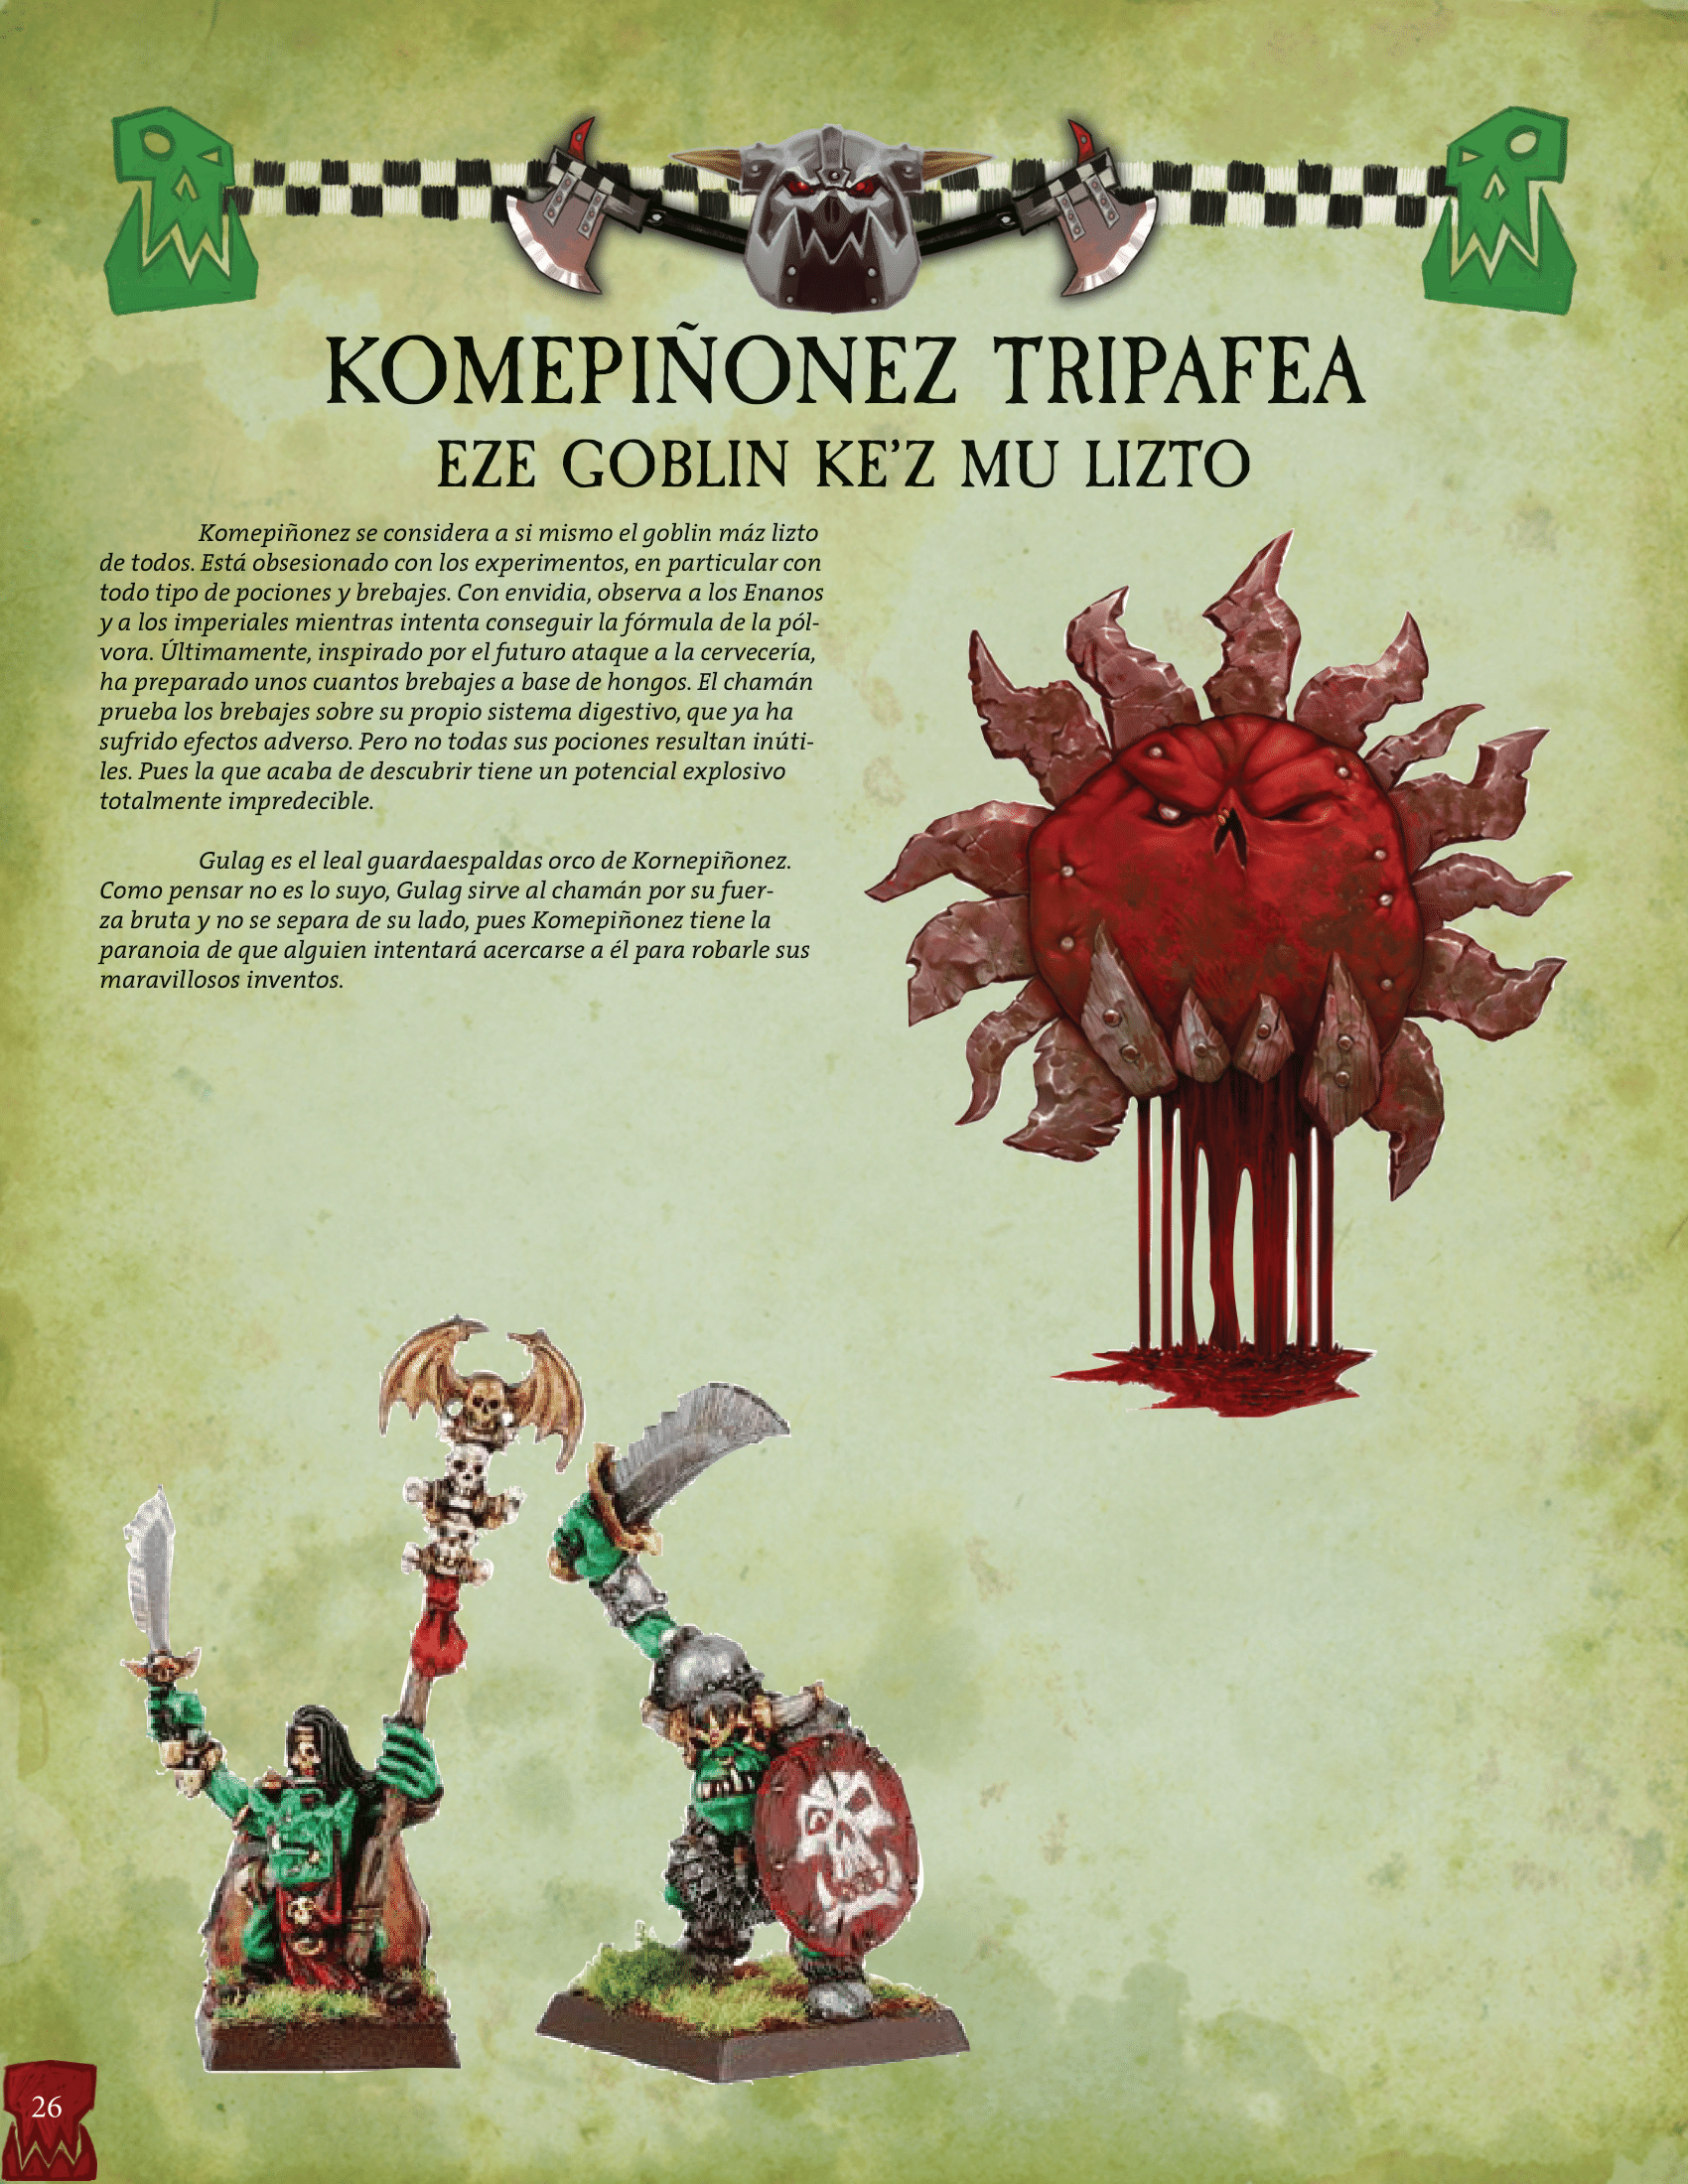 KOMEPIÑONEZ TRIPAFEA
EZE GOBLIN KE'Z MU LIZTO
Komepiñonez se considera a si mismo el goblin máz lizto
de todos. Está obsesionado con los experimentos, en particular con
todo tipo de pociones y brebajes. Con envidia, observa a los Enanos
y a los imperiales mientras intenta conseguir la fórmula de la pól-
vora. Últimamente, inspirado por el futuro ataque a la cervecería,
ha preparado unos cuantos brebajes a base de hongos. El chamán
prueba los brebajes sobre su propio sistema digestivo, que ya ha
sufrido efectos adverso. Pero no todas sus pociones resultan inúti-
les. Pues la que acaba de descubrir tiene un potencial explosivo
totalmente impredecible.
Gulag es el leal guardaespaldas orco de Kornepiñonez.
Como pensar no es lo suyo, Gulag sirve al chamán por su fuer-
za bruta y no se separa de su lado, pues Komepiñonez tiene la
paranoia de que alguien intentará acercarse a él para robarle sus
maravillosos inventos.
26